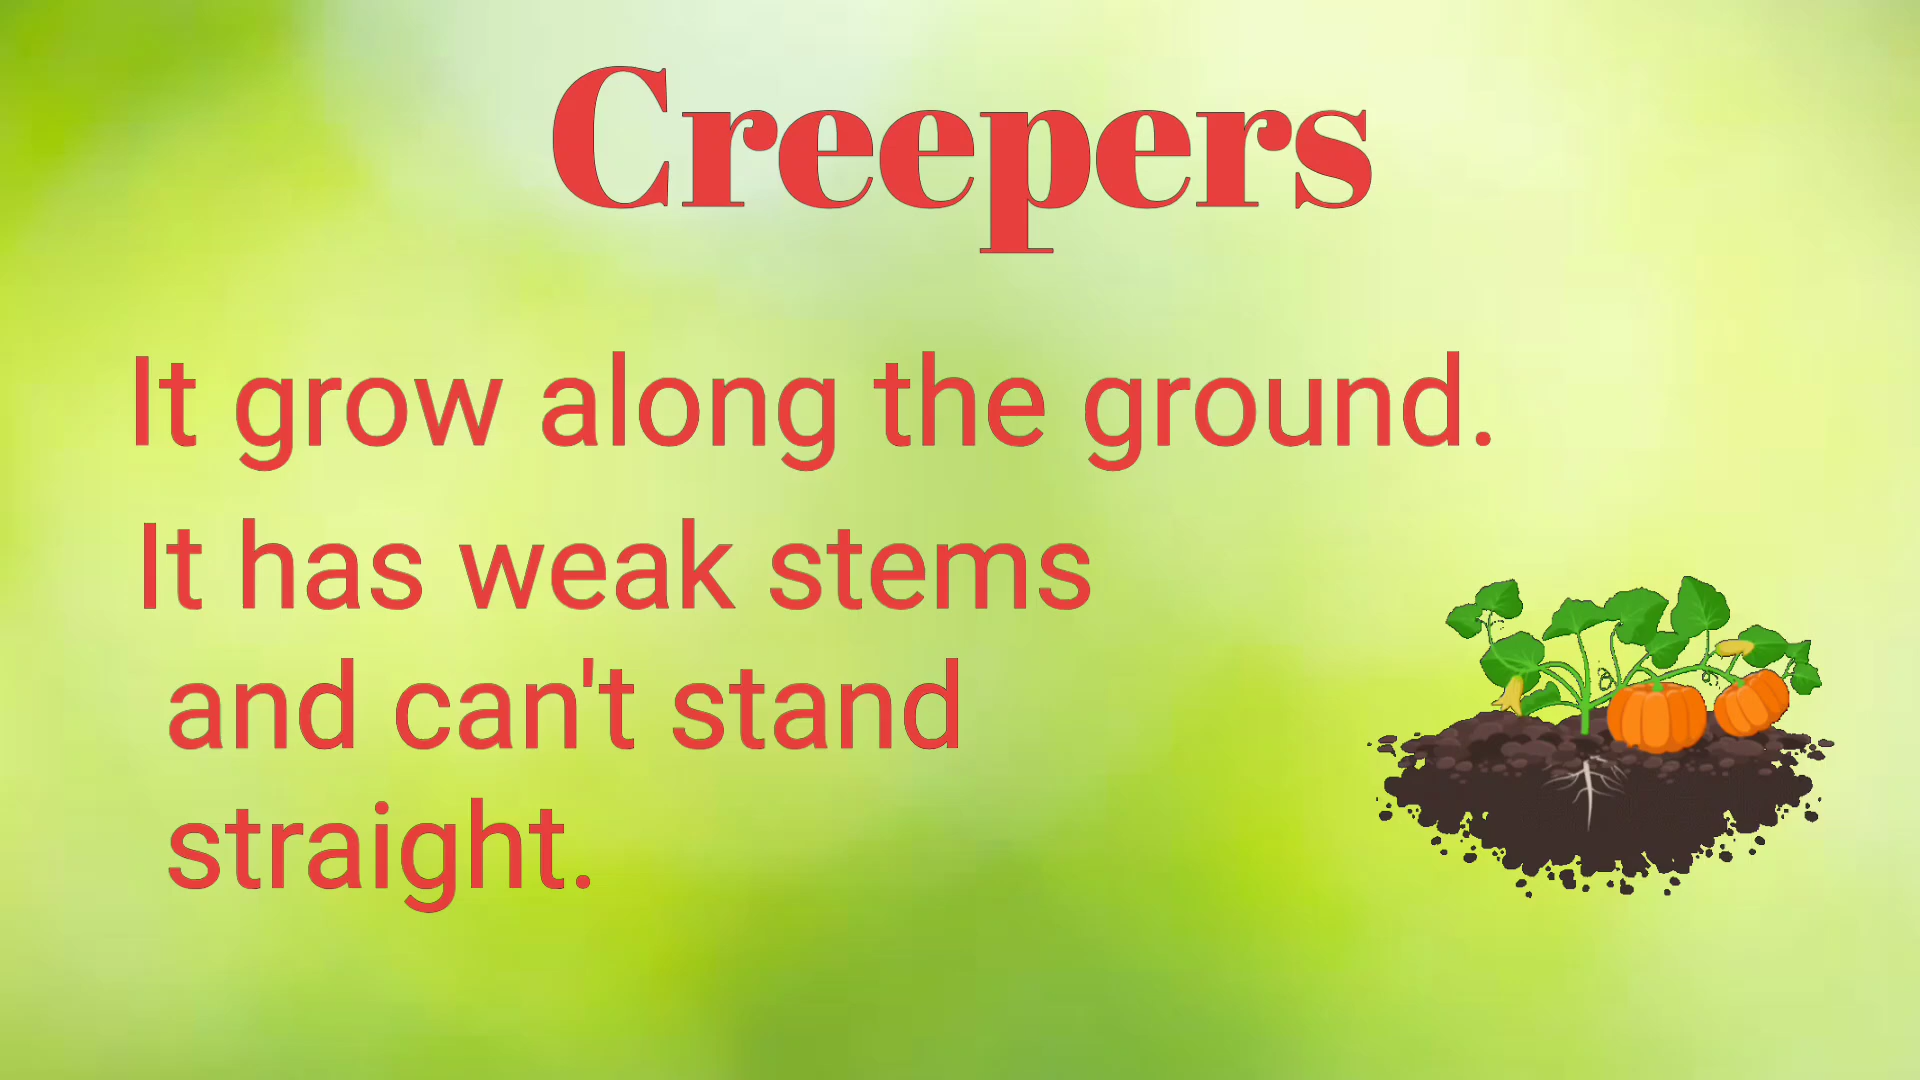 Creepers
It grow along the ground.
It has weak stems
and can't stand
straight.